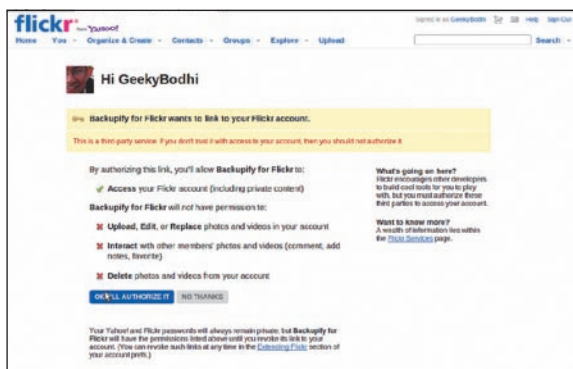 flickr from YAHOO!
Signed in as GeekyBodhi Help Sign Out
Home You Organize & Create Contacts Groups Explore Upload Search
Hi GeekyBodhi
Backupify for Flickr wants to link to your Flickr account.
This is a third-party service. If you don't trust it with access to your account, then you should not authorize it.
By authorizing this link, you'll allow Backupify for Flickr to:
Access your Flickr account (including private content)
Backupify for Flickr will not have permission to:
Upload, Edit, or Replace photos and videos in your account
Interact with other members' photos and videos (comment, add
notes, favorite)
Delete photos and videos from your account
OK, I'LL AUTHORIZE IT NO THANKS
Your Yahoo! and Flickr passwords will always remain private, but Backupify for
Flickr will have the permissions listed above until you revoke its link to your
account. (You can revoke such links at any time in the Extending Flickr section of
your account prefs.)
What's going on here?
Flickr encourages other developers
to build cool tools for you to play
with, but you must authorize these
third parties to access your account.
Want to know more?
A wealth of information lies within
the Flickr Services page.